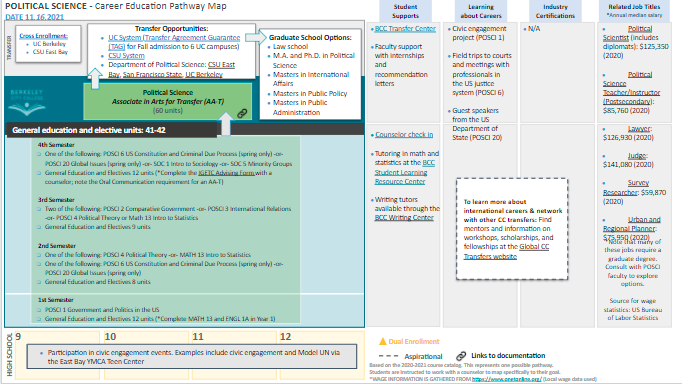 POLITICAL SCIENCE - Career Education Pathway Map
DATE 11.16.2021
TRANSFER
Cross Enrollment:
• UC Berkeley
• CSU East Bay
Transfer Opportunities:
• UC System (Transfer Agreement Guarantee
(TAG) for Fall admission to 6 UC campuses)
• CSU System
• Department of Political Science: CSU East
Bay, San Francisco State, UC Berkeley
Graduate School Options:
• Law school
• M.A. and Ph.D. in Political
Science
• Masters in International
Affairs
• Masters in Public Policy
• Masters in Public
Administration
BERKELEY
CITY COLLEGE
Political Science
Associate in Arts for Transfer (AA-T)
(60 units)
General education and elective units: 41-42
4th Semester
One of the following: POSCI 6 US Constitution and Criminal Due Process (spring only) -or-
POSCI 20 Global Issues (spring only) -or- SOC 1 Intro to Sociology -or- SOC 5 Minority Groups
General Education and Electives 12 units (*Complete the IGETC Advising Form with a
counselor; note the Oral Communication requirement for an AA-T)
3rd Semester
Two of the following: POSCI 2 Comparative Government -or- POSCI 3 International Relations
-or- POSCI 4 Political Theory or Math 13 Intro to Statistics
General Education and Electives 9 units
2nd Semester
One of the following: POSCI 4 Political Theory -or- MATH 13 Intro to Statistics
One of the following: POSCI 6 US Constitution and Criminal Due Process (spring only) -or-
POSCI 20 Global Issues (spring only)
General Education and Electives 8 units
1st Semester
POSCI 1 Government and Politics in the US
General Education and Electives 12 units (*Complete MATH 13 and ENGL 1A in Year 1)
HIGH SCHOOL
9 10 11 12
• Participation in civic engagement events. Examples include civic engagement and Model UN via
the East Bay YMCA Teen Center
Student
Supports
• BCC Transfer Center
• Faculty support
with internships
and
recommendation
letters
• Counselor check in
• Tutoring in math and
statistics at the BCC
Student Learning
Resource Center
• Writing tutors
available through the
BCC Writing Center
Learning
about Careers
• Civic engagement
project (POSCI 1)
• Field trips to courts
and meetings with
professionals in
the US justice
system (POSCI 6)
• Guest speakers
from the US
Department of
State (POSCI 20)
Industry
Certifications
• N/A
To learn more about
international careers & network
with other CC transfers: Find
mentors and information on
workshops, scholarships, and
fellowships at the Global CC
Transfers website
Related Job Titles
*Annual median salary
• Political
Scientist (includes
diplomats): $125,350
(2020)
• Political
Science
Teacher/Instructor
(Postsecondary):
$85,760 (2020)
• Lawyer:
$126,930 (2020)
• Judge:
$141,080 (2020)
• Survey
Researcher: $59,870
(2020)
• Urban and
Regional Planner:
$75,950 (2020)
*Note that many of
these jobs require a
graduate degree.
Consult with POSCI
faculty to explore
options.
Source for wage
statistics: US Bureau
of Labor Statistics
Dual Enrollment
Aspirational
Links to documentation
Based on the 2020-2021 course catalog. This represents one possible pathway.
Students are instructed to work with a counselor to map specifically to their goal.
*WAGE INFORMATION IS GATHERED FROM https://www.onetonline.org/ (Local wage data used)